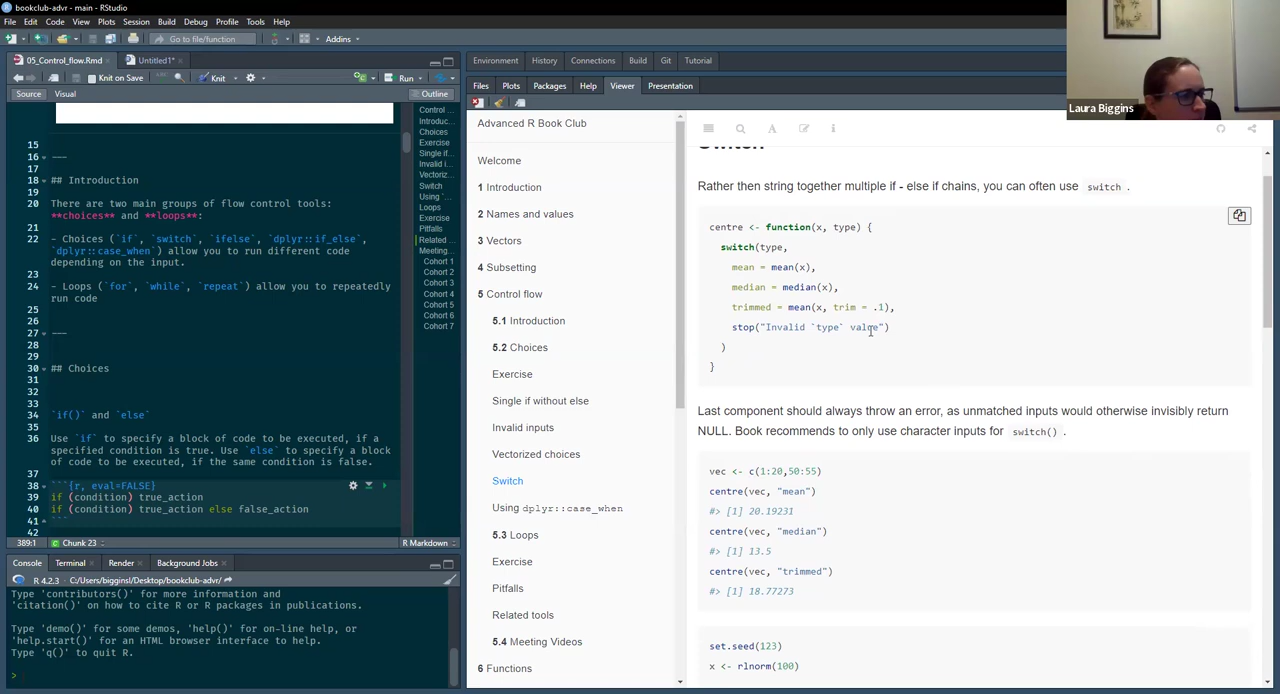 bookclub-advr - main - RStudio
File Edit Code View Plots Session Build Debug Profile Tools Help
Go to file/function
Addins
05_Control_flow.Rmd
Untitled1*
Knit on Save
Knit
Run
Source Visual
Outline
15
16 ---
17
18 ## Introduction
19
20 There are two main groups of flow control tools:
**choices** and **loops**:
21
22 - Choices (`if`, `switch`, `ifelse`, `dplyr::if_else`,
`dplyr::case_when`) allow you to run different code
depending on the input.
23
24 - Loops (`for`, `while`, `repeat`) allow you to repeatedly
run code
25
26
27 ---
28
29
30 ## Choices
31
32
33
34 `if()` and `else`
35
36 Use `if` to specify a block of code to be executed, if a
specified condition is true. Use `else` to specify a block
of code to be executed, if the same condition is false.
37
38 ```{r, eval=FALSE}
39 if (condition) true_action
40 if (condition) true_action else false_action
41 ```
42
389:1
Chunk 23
R Markdown
Control ...
Introduc...
Choices
Exercise
Single if...
Invalid i...
Vectoriz...
Switch
Using `...
Loops
Exercise
Pitfalls
Related ...
Meeting...
Cohort 1
Cohort 2
Cohort 3
Cohort 4
Cohort 5
Cohort 6
Cohort 7
Console Terminal Render Background Jobs
R 4.2.3 . C:/Users/bigginsl/Desktop/bookclub-advr/
Type 'contributors()' for more information and
'citation()' on how to cite R or R packages in publications.
Type 'demo()' for some demos, 'help()' for on-line help, or
'help.start()' for an HTML browser interface to help.
Type 'q()' to quit R.
>
Environment History Connections Build Git Tutorial
Files Plots Packages Help Viewer Presentation
Advanced R Book Club
Welcome
1 Introduction
2 Names and values
3 Vectors
4 Subsetting
5 Control flow
5.1 Introduction
5.2 Choices
Exercise
Single if without else
Invalid inputs
Vectorized choices
Switch
Using dplyr::case_when
5.3 Loops
Exercise
Pitfalls
Related tools
5.4 Meeting Videos
6 Functions
Switch
Rather then string together multiple if - else if chains, you can often use switch .
centre <- function(x, type) {
switch(type,
mean = mean(x),
median = median(x),
trimmed = mean(x, trim = .1),
stop("Invalid `type` value")
)
}
Last component should always throw an error, as unmatched inputs would otherwise invisibly return
NULL. Book recommends to only use character inputs for switch() .
vec <- c(1:20,50:55)
centre(vec, "mean")
#> [1] 20.19231
centre(vec, "median")
#> [1] 13.5
centre(vec, "trimmed")
#> [1] 18.77273
set.seed(123)
x <- rlnorm(100)
Laura Biggins